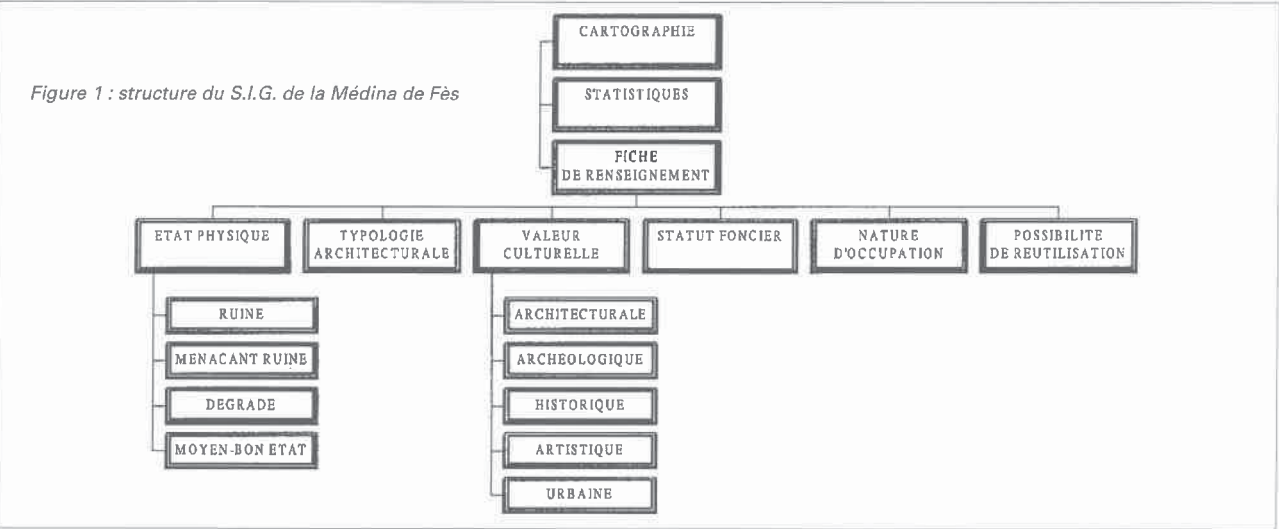 CARTOGRAPHIE
Figure 1 : structure du S.I.G. de la Médina de Fès
STATISTIQUES
FICHE
DE RENSEIGNEMENT
ETAT PHYSIQUE
TYPOLOGIE
ARCHITECTURALE
VALEUR
CULTURELLE
STATUT FONCIER
NATURE
D'OCCUPATION
POSSIBILITE
DE REUTILISATION
RUINE
MENACANT RUINE
DEGRADE
MOYEN-BON ETAT
ARCHITECTURALE
ARCHEOLOGIQUE
HISTORIQUE
ARTISTIQUE
URBAINE